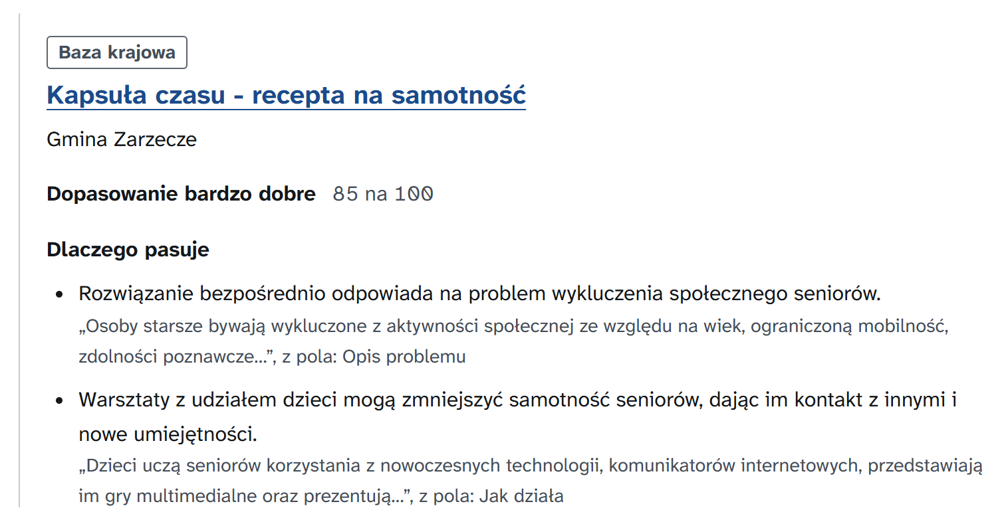 Baza krajowa
Kapsuła czasu - recepta na samotność
Gmina Zarzecze
Dopasowanie bardzo dobre 85 na 100
Dlaczego pasuje
• Rozwiązanie bezpośrednio odpowiada na problem wykluczenia społecznego seniorów.
„Osoby starsze bywają wykluczone z aktywności społecznej ze względu na wiek, ograniczoną mobilność,
zdolności poznawcze...”, z pola: Opis problemu
• Warsztaty z udziałem dzieci mogą zmniejszyć samotność seniorów, dając im kontakt z innymi i
nowe umiejętności.
„Dzieci uczą seniorów korzystania z nowoczesnych technologii, komunikatorów internetowych, przedstawiają
im gry multimedialne oraz prezentują...”, z pola: Jak działa